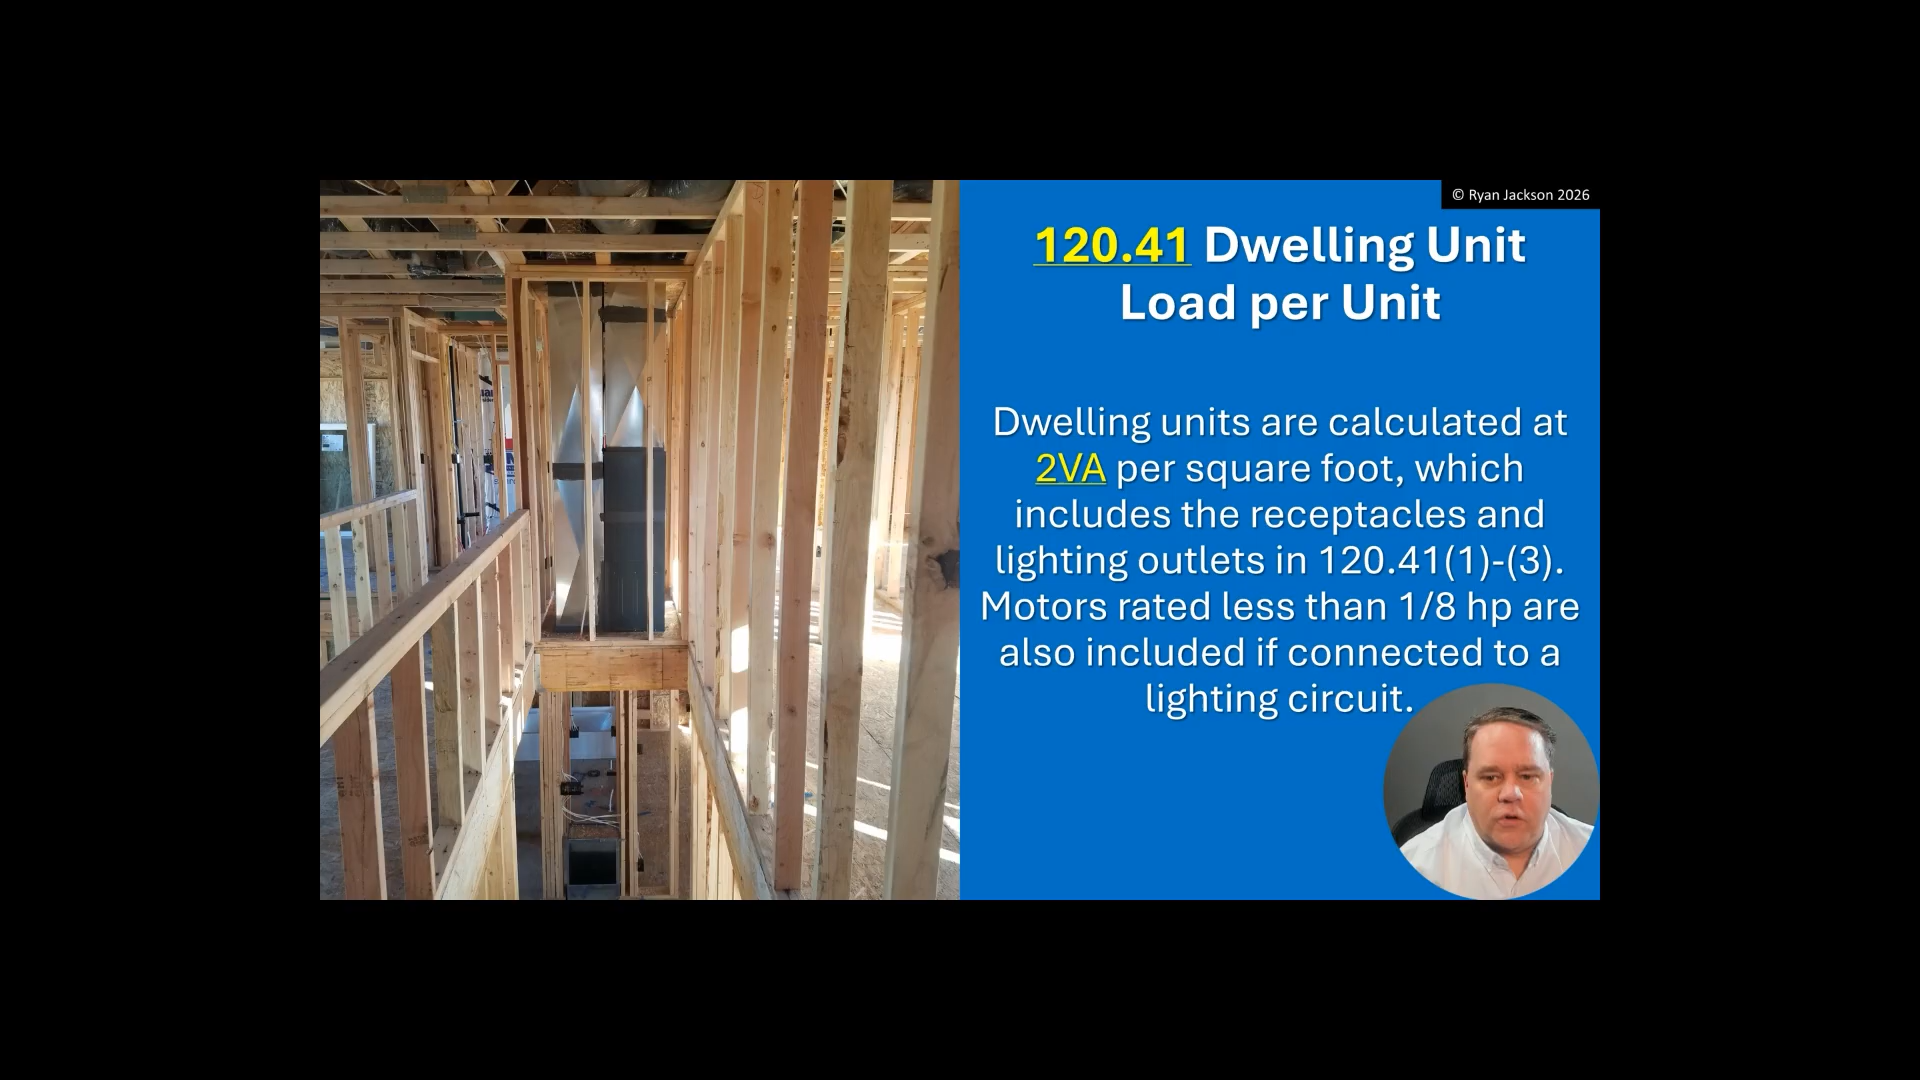 © Ryan Jackson 2026
120.41 Dwelling Unit
Load per Unit
Dwelling units are calculated at
2VA per square foot, which
includes the receptacles and
lighting outlets in 120.41(1)-(3).
Motors rated less than 1/8 hp are
also included if connected to a
lighting circuit.